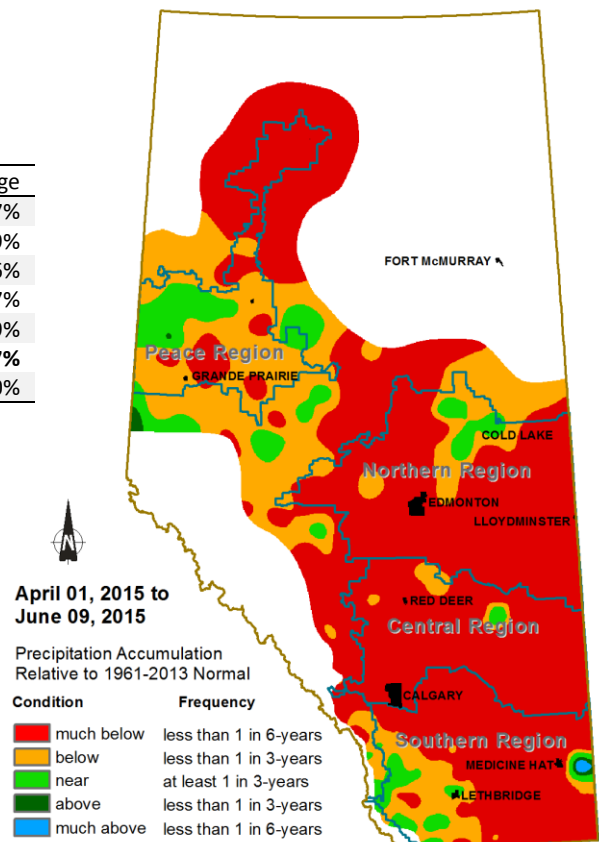 ge
7%
7%
7%
FORT McMURRAY
Peace Region
GRANDE PRAIRIE
COLD LAKE
Northern Region
EDMONTON
LLOYDMINSTER
N
April 01, 2015 to
June 09, 2015
RED DEER
Central Region
Precipitation Accumulation
Relative to 1961-2013 Normal
CALGARY
Condition Frequency
much below less than 1 in 6-years
below less than 1 in 3-years
near at least 1 in 3-years
above less than 1 in 3-years
much above less than 1 in 6-years
Southern Region
MEDICINE HAT
LETHBRIDGE